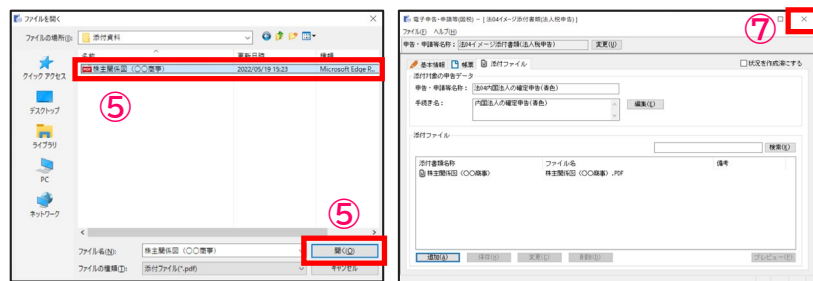 ファイルを開く
ファイルの場所(I): 添付資料
名前 更新日時 種類
株主関係図（〇〇商事） 2022/05/19 15:23 Microsoft Edge P...
クイック アクセス
デスクトップ
ライブラリ
PC
ネットワーク
⑤
⑤
ファイル名(N): 株主関係図（〇〇商事） 開く(O)
ファイルの種類(T): 添付ファイル(*.pdf) キャンセル
電子申告・申請等(国税) - [ 法04イメージ添付書類(法人税申告) ]
⑦
ファイル(F) ヘルプ(H)
申告・申請等名称： 法04イメージ添付書類(法人税申告) 変更(U)
基本情報 帳票 添付ファイル 状況を作成済にする
添付対象の申告データ
申告・申請等名称： 法04内国法人の確定申告(青色)
手続き名： 内国法人の確定申告(青色) 編集(E)
添付ファイル
検索(K)
添付書類名称 ファイル名 備考
株主関係図（〇〇商事） 株主関係図（〇〇商事）.PDF
追加(A) 保存(R) 変更(C) 削除(D) プレビュー(P)